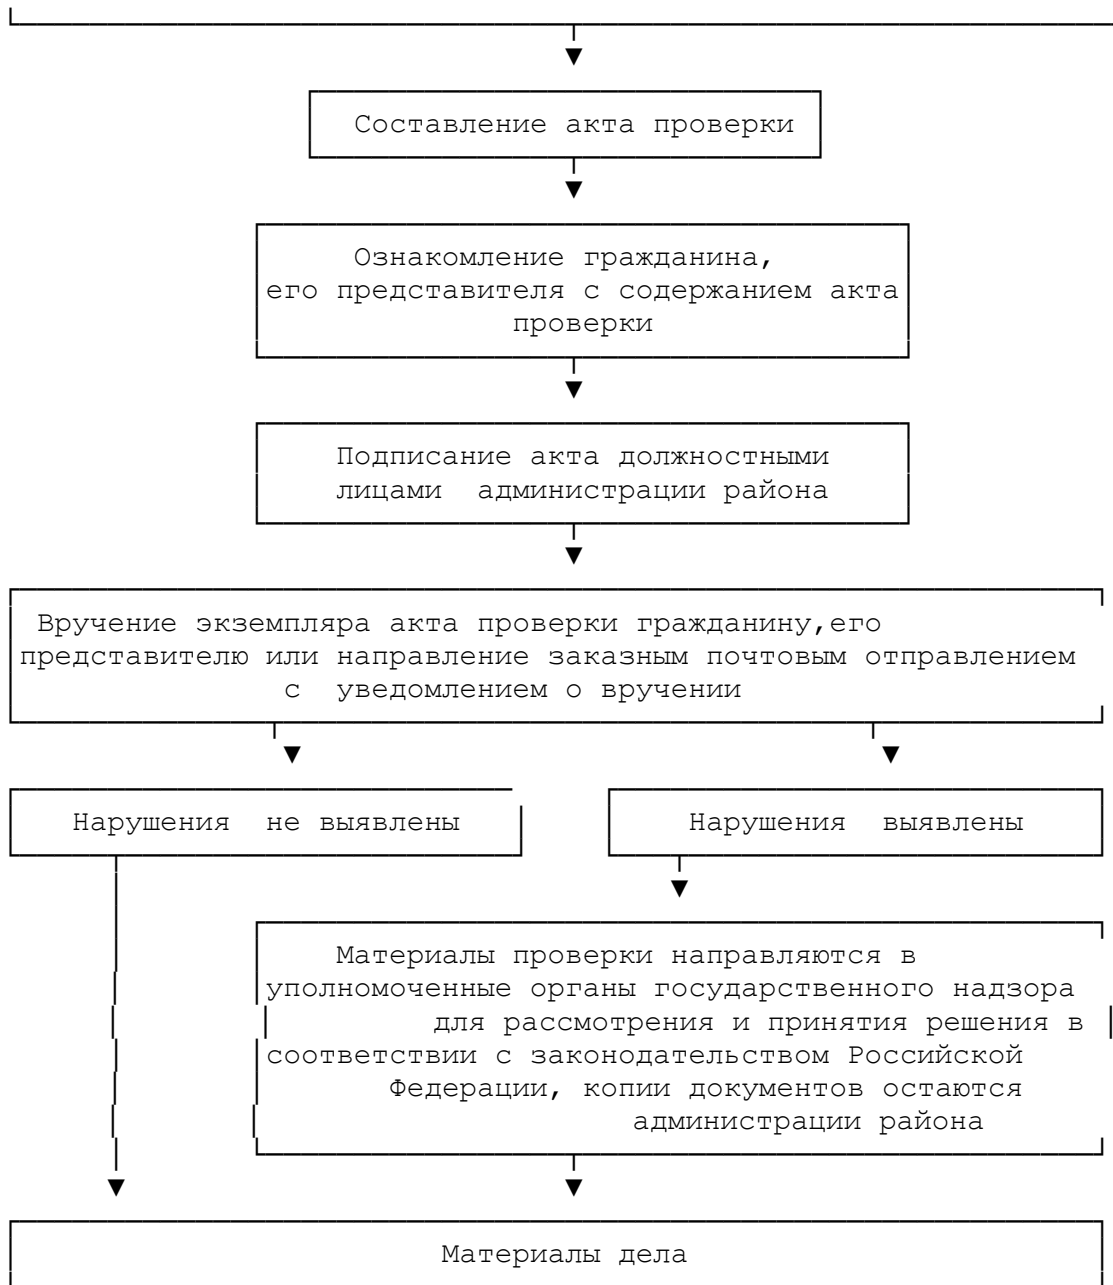 Составление акта проверки
Ознакомление гражданина,
его представителя с содержанием акта
проверки
Подписание акта должностными
лицами администрации района
Вручение экземпляра акта проверки гражданину,его
представителю или направление заказным почтовым отправлением
с уведомлением о вручении
Нарушения не выявлены
Нарушения выявлены
Материалы проверки направляются в
уполномоченные органы государственного надзора
для рассмотрения и принятия решения в
соответствии с законодательством Российской
Федерации, копии документов остаются
администрации района
Материалы дела